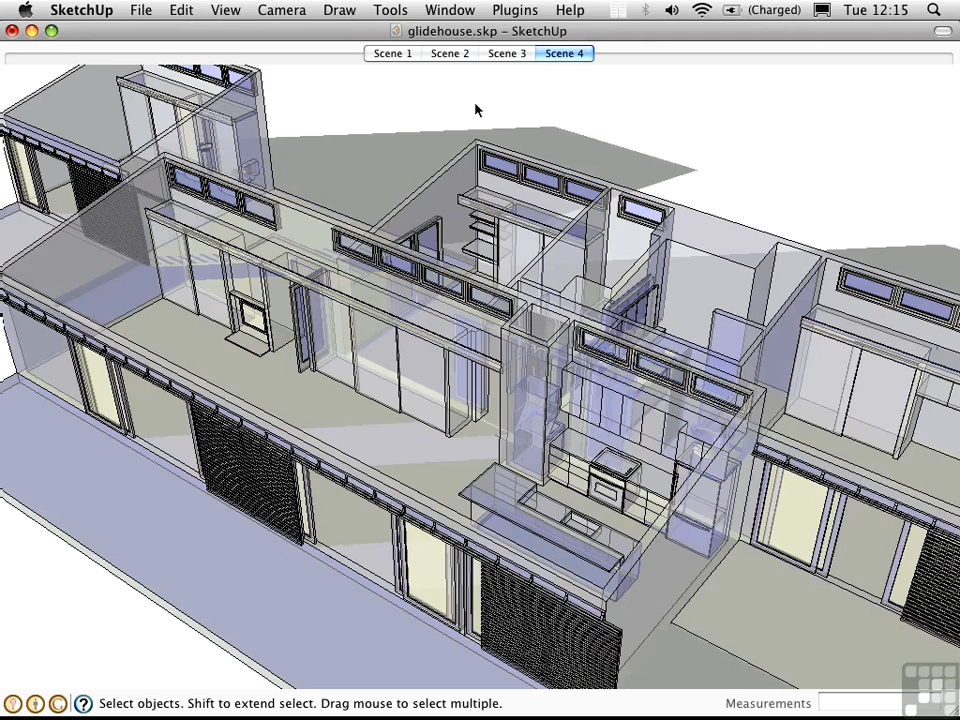 SketchUp File Edit View Camera Draw Tools Window Plugins Help (Charged) Tue 12:15
glidehouse.skp – SketchUp
Scene 1 Scene 2 Scene 3 Scene 4
Select objects. Shift to extend select. Drag mouse to select multiple. Measurements